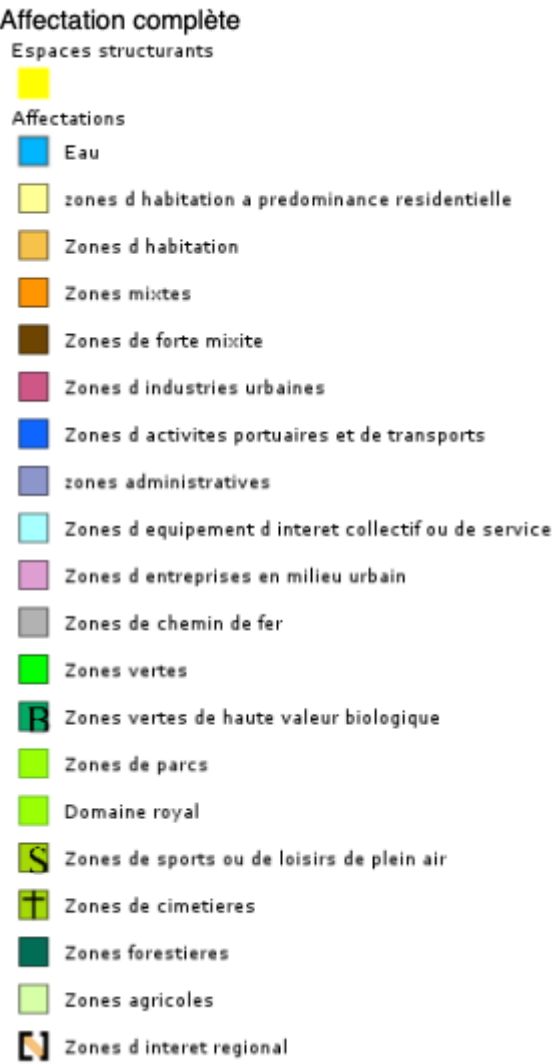 Affectation complète
Espaces structurants
Affectations
Eau
zones d habitation a predominance residentielle
Zones d habitation
Zones mixtes
Zones de forte mixite
Zones d industries urbaines
Zones d activites portuaires et de transports
zones administratives
Zones d equipement d interet collectif ou de service
Zones d entreprises en milieu urbain
Zones de chemin de fer
Zones vertes
B Zones vertes de haute valeur biologique
Zones de parcs
Domaine royal
S Zones de sports ou de loisirs de plein air
Zones de cimetieres
Zones forestieres
Zones agricoles
Zones d interet regional